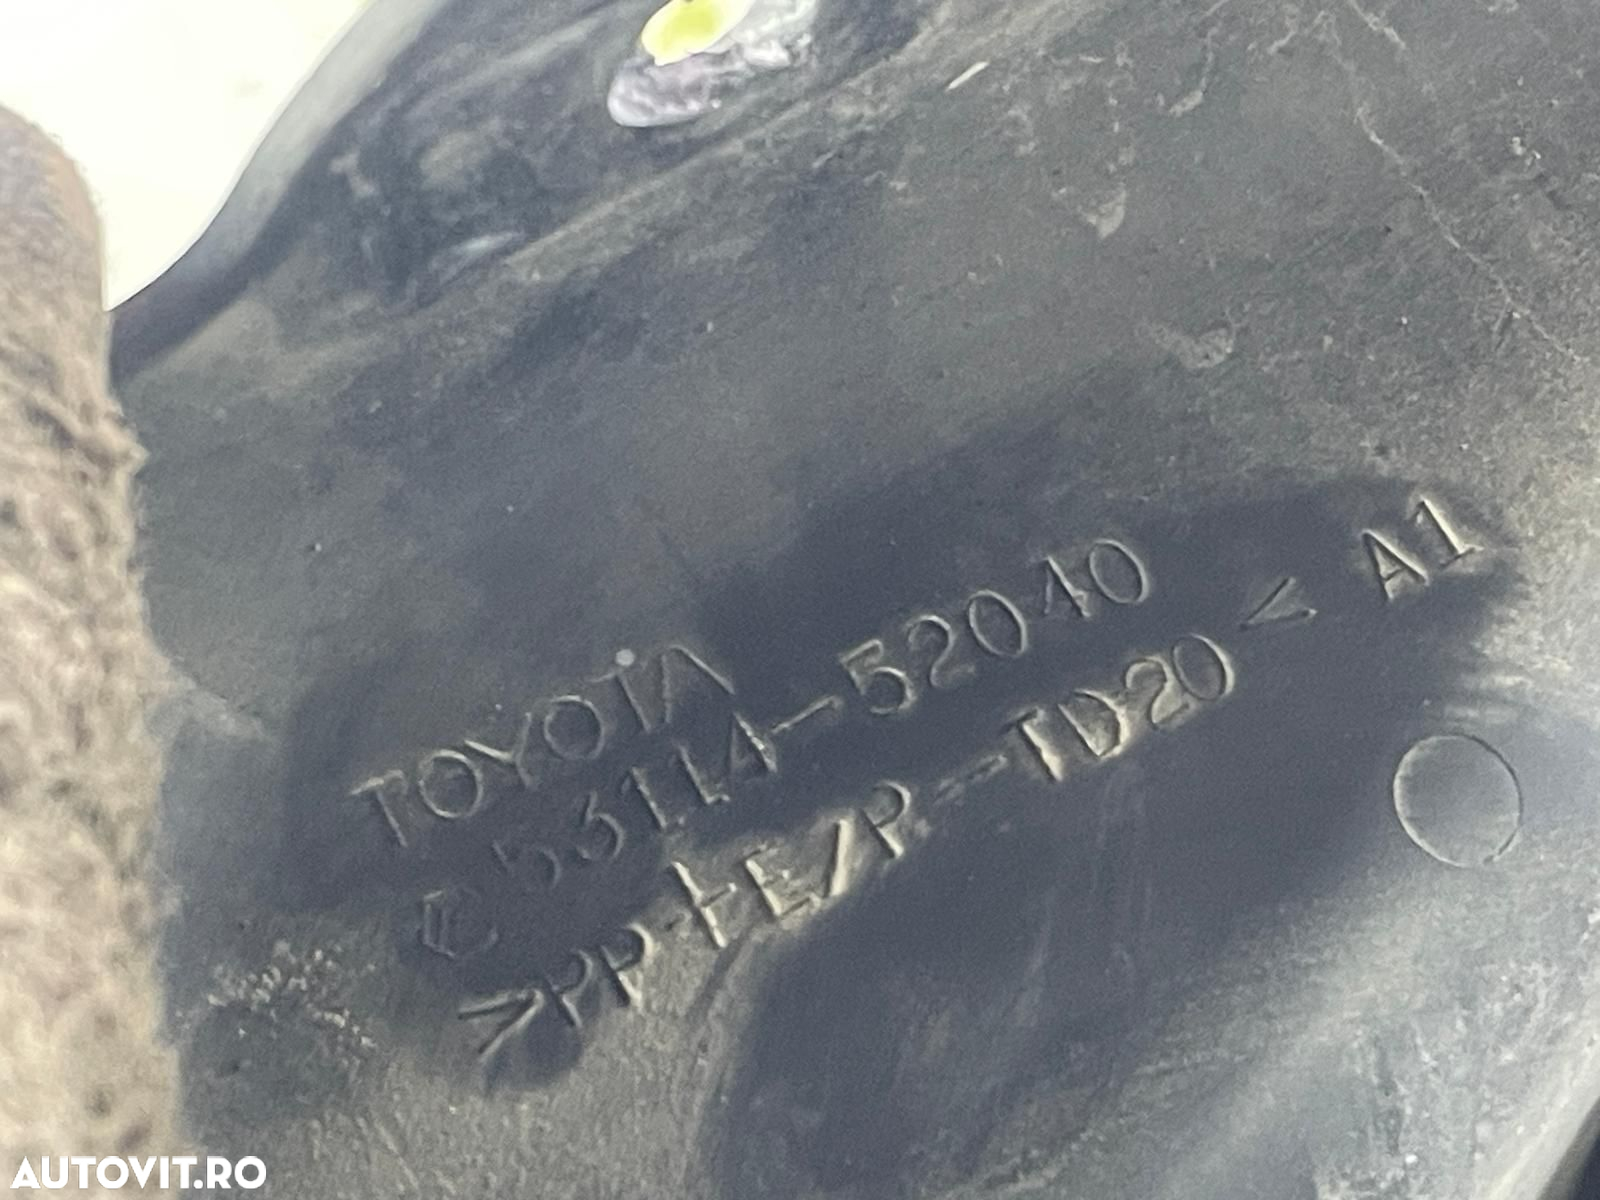 TOYOTA
53114-52040
>PP+E/P-TD20< A1
AUTOVIT.RO